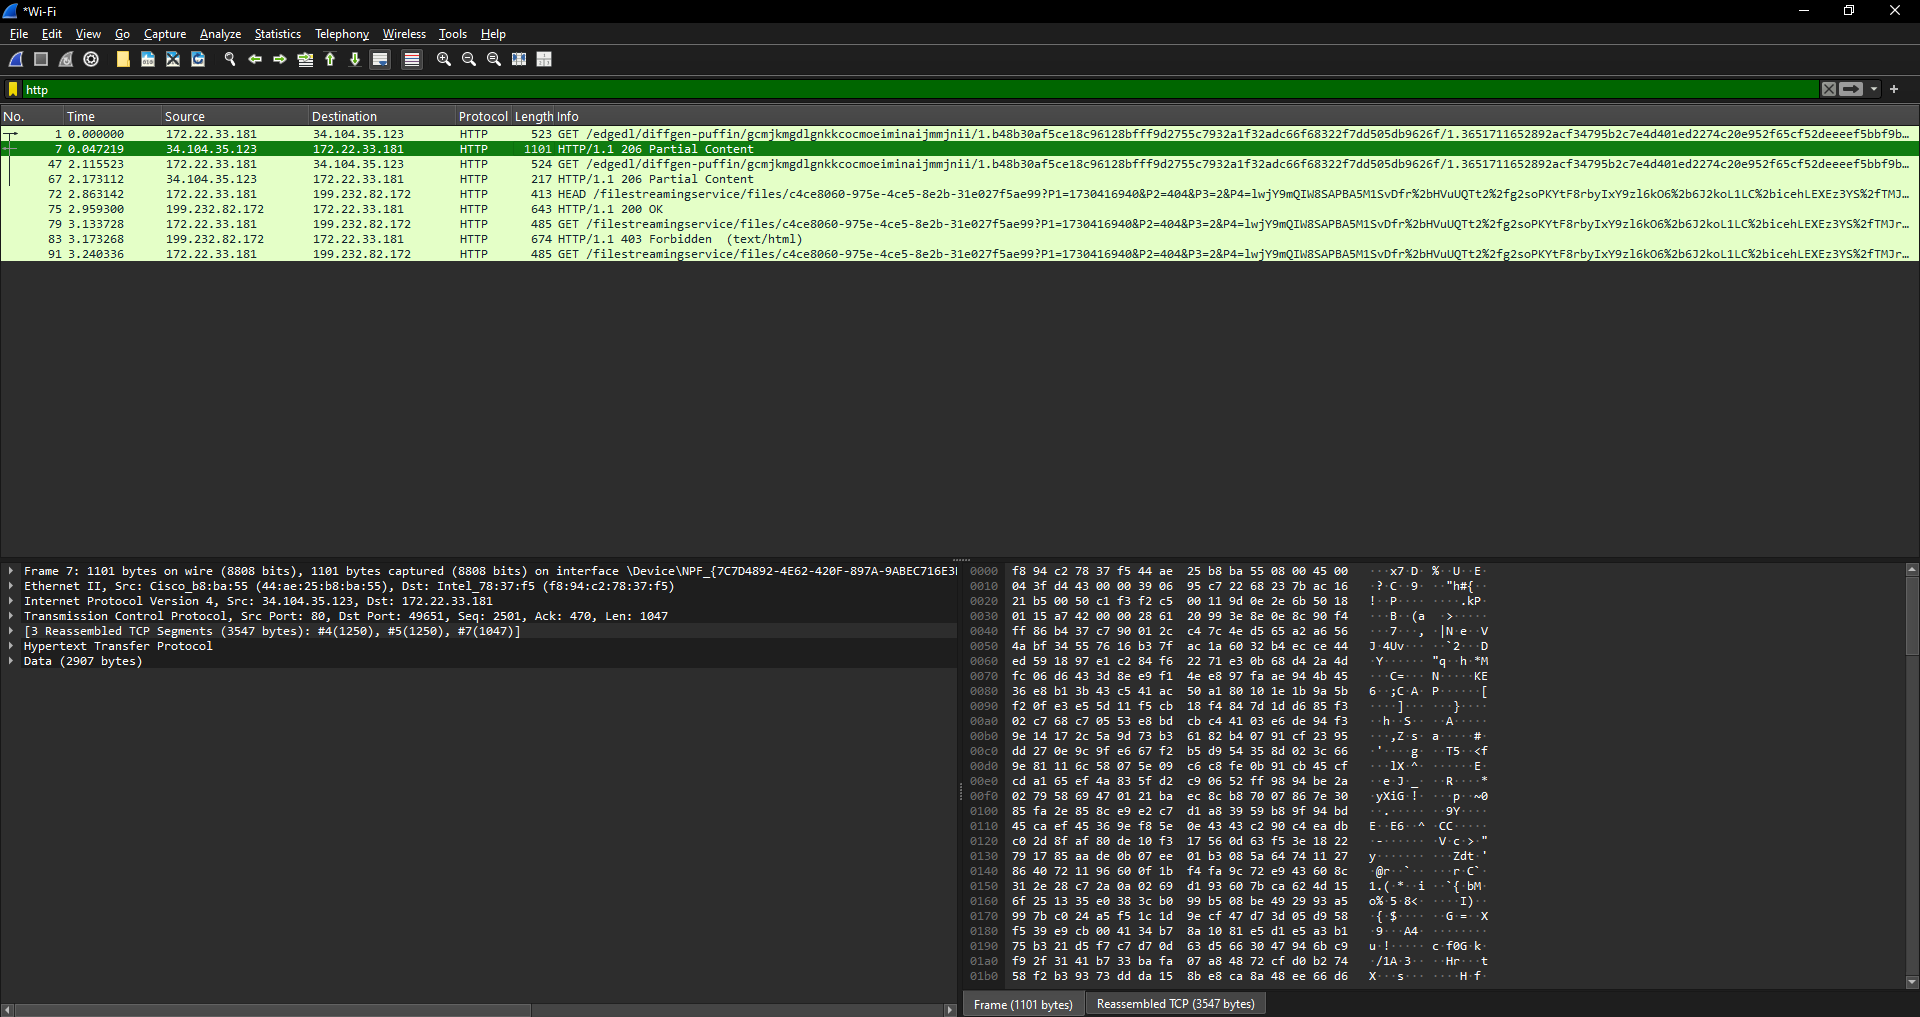 *Wi-Fi
File Edit View Go Capture Analyze Statistics Telephony Wireless Tools Help
http
No. Time Source Destination Protocol Length Info
1 0.000000 172.22.33.181 34.104.35.123 HTTP 523 GET /edgedl/diffgen-puffin/gcmjkmgdlgnkkcocmoeiminaijmmjnii/1.b48b30af5ce18c96128bfff9d2755c7932a1f32adc66f68322f7dd505db9626f/1.3651711652892acf34795b2c7e4d401ed2274c20e952f65cf52deeeef5bbf9b…
7 0.047219 34.104.35.123 172.22.33.181 HTTP 1101 HTTP/1.1 206 Partial Content
47 2.115523 172.22.33.181 34.104.35.123 HTTP 524 GET /edgedl/diffgen-puffin/gcmjkmgdlgnkkcocmoeiminaijmmjnii/1.b48b30af5ce18c96128bfff9d2755c7932a1f32adc66f68322f7dd505db9626f/1.3651711652892acf34795b2c7e4d401ed2274c20e952f65cf52deeeef5bbf9b…
67 2.173112 34.104.35.123 172.22.33.181 HTTP 217 HTTP/1.1 206 Partial Content
72 2.863142 172.22.33.181 199.232.82.172 HTTP 413 HEAD /filestreamingservice/files/c4ce8060-975e-4ce5-8e2b-31e027f5ae99?P1=1730416940&P2=404&P3=2&P4=lwjY9mQIW8SAPBA5M1SvDfr%2bHVuUQTt2%2fg2soPKYtF8rbyIxY9zl6kO6%2b6J2koL1LC%2bicehLEXEz3YS%2fTMJ…
75 2.959300 199.232.82.172 172.22.33.181 HTTP 643 HTTP/1.1 200 OK
79 3.133728 172.22.33.181 199.232.82.172 HTTP 485 GET /filestreamingservice/files/c4ce8060-975e-4ce5-8e2b-31e027f5ae99?P1=1730416940&P2=404&P3=2&P4=lwjY9mQIW8SAPBA5M1SvDfr%2bHVuUQTt2%2fg2soPKYtF8rbyIxY9zl6kO6%2b6J2koL1LC%2bicehLEXEz3YS%2fTMJr…
83 3.173268 199.232.82.172 172.22.33.181 HTTP 674 HTTP/1.1 403 Forbidden (text/html)
91 3.240336 172.22.33.181 199.232.82.172 HTTP 485 GET /filestreamingservice/files/c4ce8060-975e-4ce5-8e2b-31e027f5ae99?P1=1730416940&P2=404&P3=2&P4=lwjY9mQIW8SAPBA5M1SvDfr%2bHVuUQTt2%2fg2soPKYtF8rbyIxY9zl6kO6%2b6J2koL1LC%2bicehLEXEz3YS%2fTMJr…
Frame 7: 1101 bytes on wire (8808 bits), 1101 bytes captured (8808 bits) on interface \Device\NPF_{7C7D4892-4E62-420F-897A-9ABEC716E3
Ethernet II, Src: Cisco_b8:ba:55 (44:ae:25:b8:ba:55), Dst: Intel_78:37:f5 (f8:94:c2:78:37:f5)
Internet Protocol Version 4, Src: 34.104.35.123, Dst: 172.22.33.181
Transmission Control Protocol, Src Port: 80, Dst Port: 49651, Seq: 2501, Ack: 470, Len: 1047
[3 Reassembled TCP Segments (3547 bytes): #4(1250), #5(1250), #7(1047)]
Hypertext Transfer Protocol
Data (2907 bytes)
0000 f8 94 c2 78 37 f5 44 ae 25 b8 ba 55 08 00 45 00
0010 04 3f d4 43 00 00 39 06 95 c7 22 68 23 7b ac 16
0020 21 b5 00 50 c1 f3 f2 c5 00 11 9d 0e 2e 6b 50 18
0030 01 15 a7 42 00 00 28 61 20 99 3e 8e 0e 8c 90 f4
0040 ff 86 b4 37 c7 90 01 2c c4 7c 4e d5 65 a2 a6 56
0050 4a bf 34 55 76 16 b3 7f ac 1a 60 32 b4 ec ce 44
0060 ed 59 18 97 e1 c2 84 f6 22 71 e3 0b 68 d4 2a 4d
0070 fc 06 d6 43 3d 8e e9 f1 4e e8 97 fa ae 94 4b 45
0080 36 e8 b1 3b 43 c5 41 ac 50 a1 80 10 1e 1b 9a 5b
0090 f2 0f e3 e5 5d 11 f5 cb 18 f4 84 7d 1d d6 85 f3
00a0 02 c7 68 c7 05 53 e8 bd cb c4 41 03 e6 de 94 f3
00b0 9e 14 17 2c 5a 9d 73 b3 61 82 b4 07 91 cf 23 95
00c0 dd 27 0e 9c 9f e6 67 f2 b5 d9 54 35 8d 02 3c 66
00d0 9e 81 11 6c 58 07 5e 09 c6 c8 fe 0b 91 cb 45 cf
00e0 cd a1 65 ef 4a 83 5f d2 c9 06 52 ff 98 94 be 2a
00f0 02 79 58 69 47 01 21 ba ec 8c b8 70 07 86 7e 30
0100 85 fa 2e 85 8c e9 e2 c7 d1 a8 39 59 b8 9f 94 bd
0110 45 ca ef 45 36 9e f8 5e 0e 43 43 c2 90 c4 ea db
0120 c0 2d 8f af 80 de 10 f3 17 56 0d 63 f5 3e 18 22
0130 79 17 85 aa de 0b 07 ee 01 b3 08 5a 64 74 11 27
0140 86 40 72 11 96 60 0f 1b f4 fa 9c 72 e9 43 60 8c
0150 31 2e 28 c7 2a 0a 02 69 d1 93 60 7b ca 62 4d 15
0160 6f 25 13 35 e0 38 3c b0 99 b5 08 be 49 29 93 a5
0170 99 7b c0 24 a5 f5 1c 1d 9e cf 47 d7 3d 05 d9 58
0180 f5 39 e9 cb 00 41 34 b7 8a 10 81 e5 d1 e5 a3 b1
0190 75 b3 21 d5 f7 c7 d7 0d 63 d5 66 30 47 94 6b c9
01a0 f9 2f 31 41 b7 33 ba fa 07 a8 48 72 cf d0 b2 74
01b0 58 f2 b3 93 73 dd da 15 8b e8 ca 8a 48 ee 66 d6
Frame (1101 bytes) Reassembled TCP (3547 bytes)